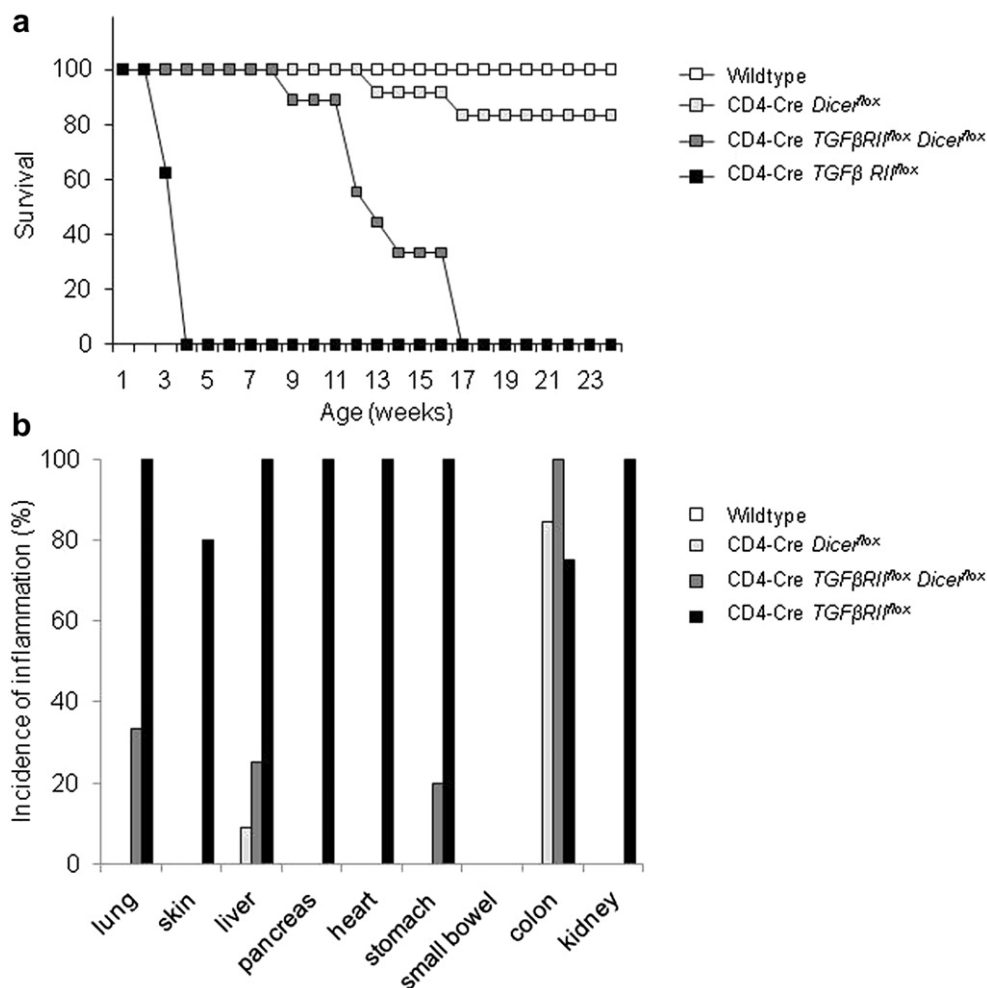 a
Survival
100
80
60
40
20
0
1 3 5 7 9 11 13 15 17 19 21 23
Age (weeks)
Wildtype
CD4-Cre Dicerflox
CD4-Cre TGFβRIIflox Dicerflox
CD4-Cre TGFβ RIIflox
b
Incidence of inflammation (%)
100
80
60
40
20
0
lung skin liver pancreas heart stomach small bowel colon kidney
Wildtype
CD4-Cre Dicerflox
CD4-Cre TGFβRIIflox Dicerflox
CD4-Cre TGFβRIIflox